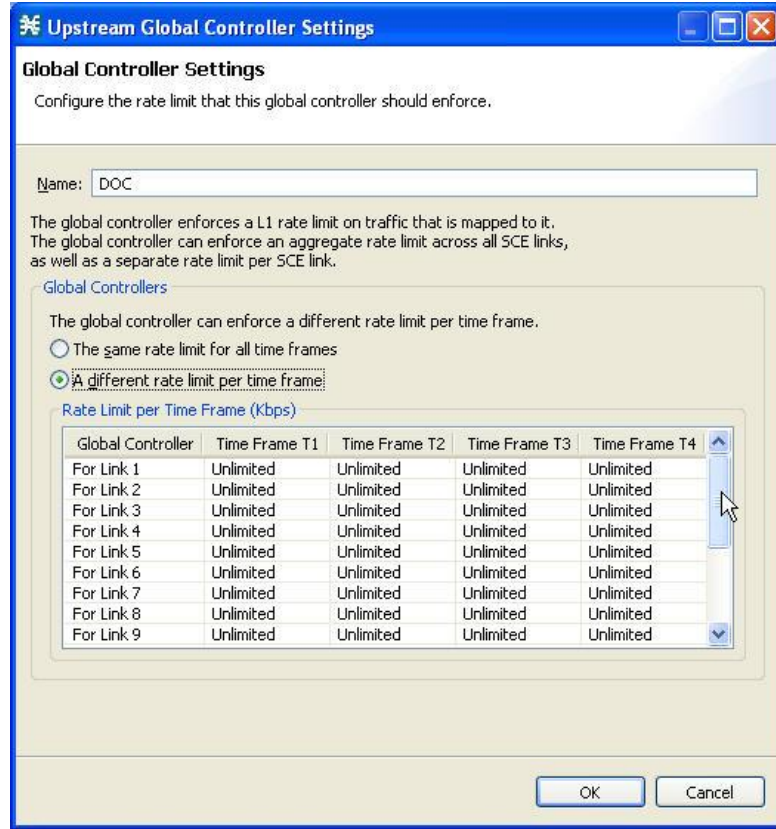 Upstream Global Controller Settings
Global Controller Settings
Configure the rate limit that this global controller should enforce.
Name: DOC
The global controller enforces a L1 rate limit on traffic that is mapped to it.
The global controller can enforce an aggregate rate limit across all SCE links,
as well as a separate rate limit per SCE link.
Global Controllers
The global controller can enforce a different rate limit per time frame.
The same rate limit for all time frames
A different rate limit per time frame
Rate Limit per Time Frame (Kbps)
Global Controller Time Frame T1 Time Frame T2 Time Frame T3 Time Frame T4
For Link 1 Unlimited Unlimited Unlimited Unlimited
For Link 2 Unlimited Unlimited Unlimited Unlimited
For Link 3 Unlimited Unlimited Unlimited Unlimited
For Link 4 Unlimited Unlimited Unlimited Unlimited
For Link 5 Unlimited Unlimited Unlimited Unlimited
For Link 6 Unlimited Unlimited Unlimited Unlimited
For Link 7 Unlimited Unlimited Unlimited Unlimited
For Link 8 Unlimited Unlimited Unlimited Unlimited
For Link 9 Unlimited Unlimited Unlimited Unlimited
OK Cancel